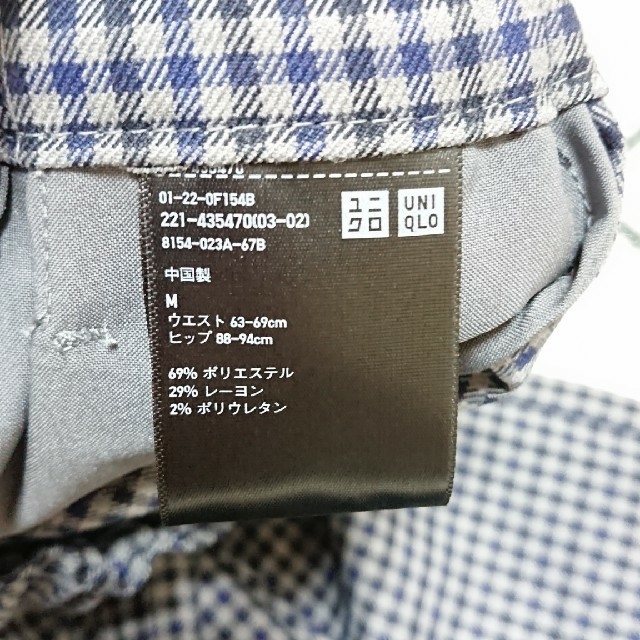 01-22-0F154B
221-435470(03-02)
8154-023A-67B
ユニ
クロ
UNI
QLO
中国製
M
ウエスト 63-69cm
ヒップ 88-94cm
69% ポリエステル
29% レーヨン
2% ポリウレタン